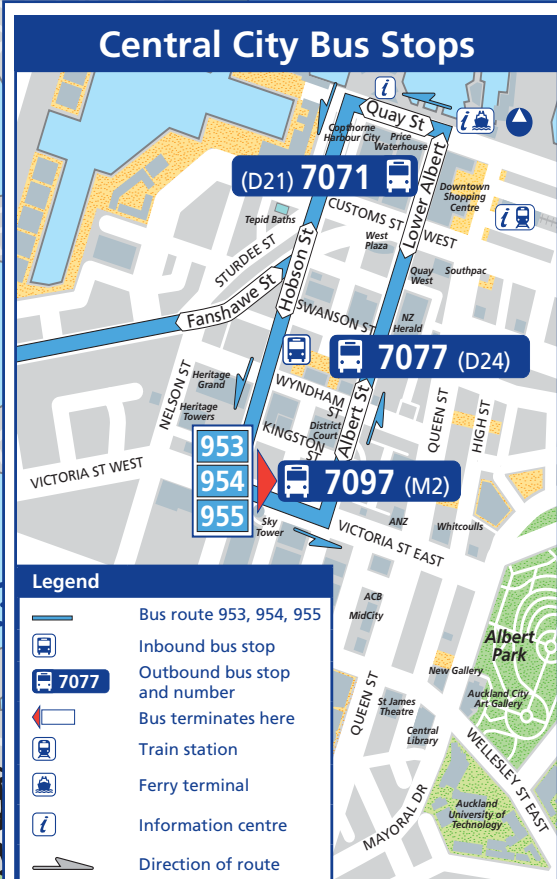 Central City Bus Stops
i
Quay St
i
Copthorne
Harbour City
Price
Waterhouse
(D21) 7071
Lower Albert
Downtown
Shopping
Centre
i
Tepid Baths
CUSTOMS ST WEST
West
Plaza
STURDEE ST
Hobson St
Quay
West
Southpac
Fanshawe St
SWANSON ST
NZ
Herald
7077 (D24)
NELSON ST
Heritage
Grand
WYNDHAM
ST
Heritage
Towers
Albert St
QUEEN ST
HIGH ST
KINGSTON
ST
District
Court
953
954
955
VICTORIA ST WEST
7097 (M2)
Sky
Tower
VICTORIA ST EAST
ANZ
Whitcoulls
Legend
Bus route 953, 954, 955
Inbound bus stop
7077
Outbound bus stop
and number
Bus terminates here
Train station
Ferry terminal
i
Information centre
Direction of route
ACB
MidCity
Albert
Park
New Gallery
Auckland City
Art Gallery
QUEEN ST
St James
Theatre
Central
Library
WELLESLEY ST EAST
MAYORAL DR
Auckland
University of
Technology